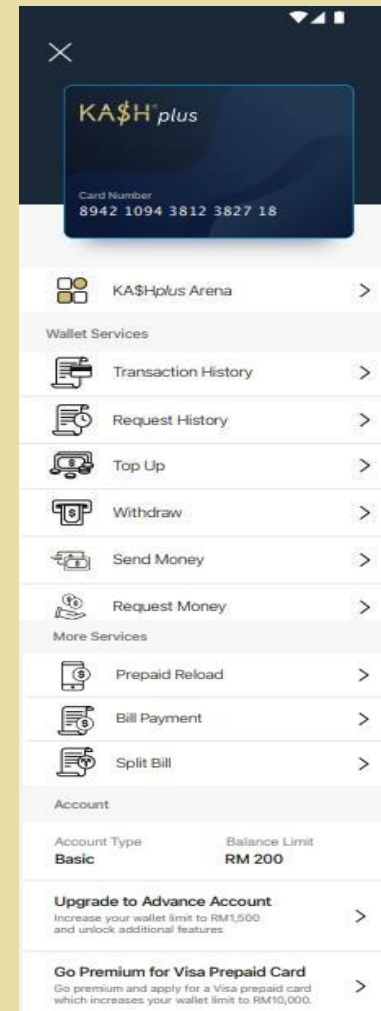 KA$H® plus
Card Number
8942 1094 3812 3827 18
KA$Hplus Arena
Wallet Services
Transaction History
Request History
Top Up
Withdraw
Send Money
Request Money
More Services
Prepaid Reload
Bill Payment
Split Bill
Account
Account Type Balance Limit
Basic RM 200
Upgrade to Advance Account
Increase your wallet limit to RM1,500
and unlock additional features
Go Premium for Visa Prepaid Card
Go premium and apply for a Visa prepaid card
which increases your wallet limit to RM10,000.